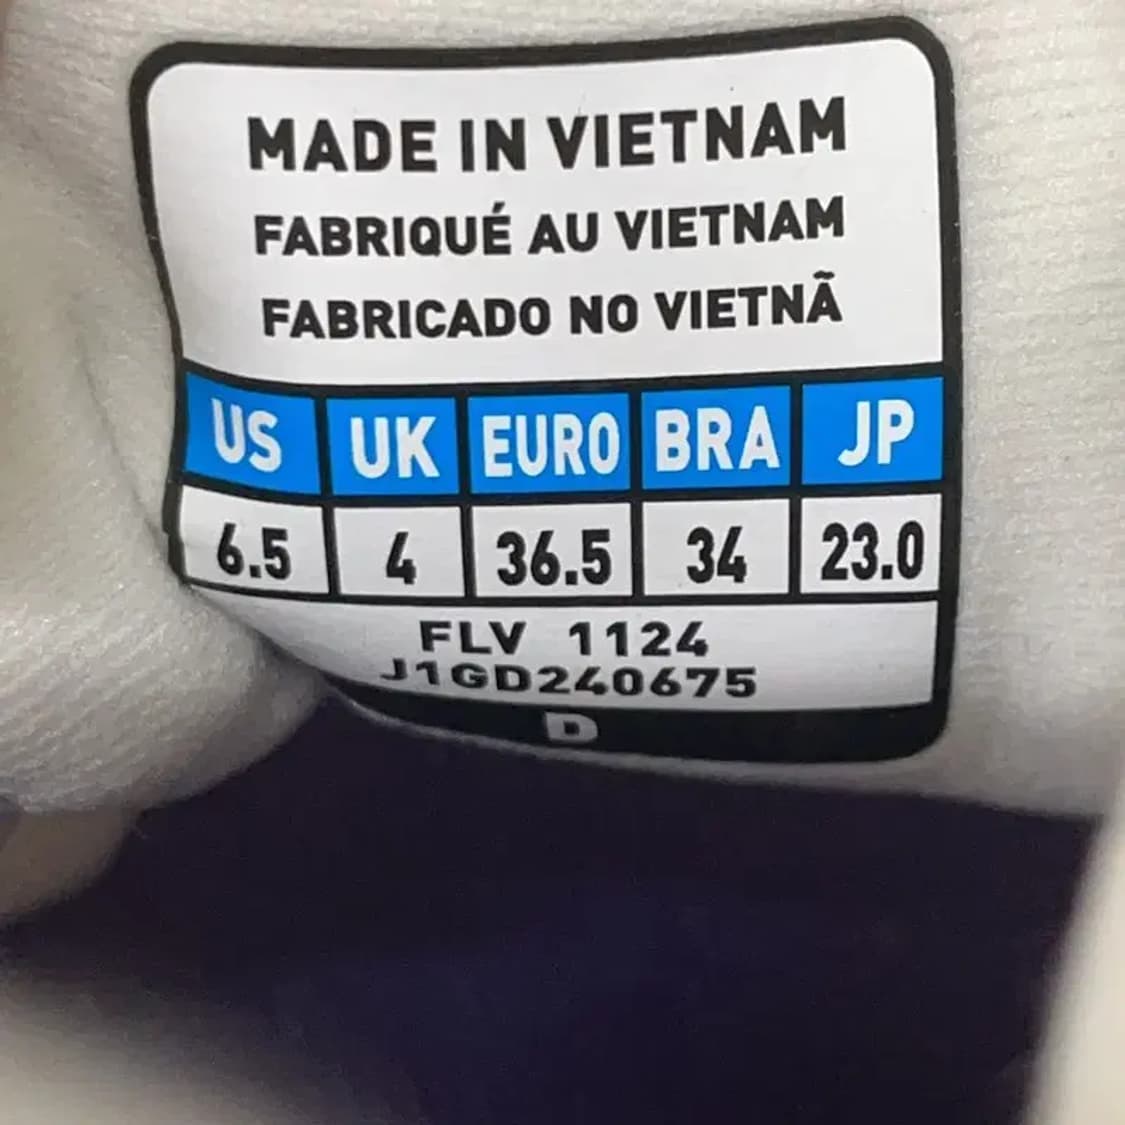 MADE IN VIETNAM
FABRIQUÉ AU VIETNAM
FABRICADO NO VIETNÃ
US UK EURO BRA JP
6.5 4 36.5 34 23.0
FLV 1124
J1GD240675
D